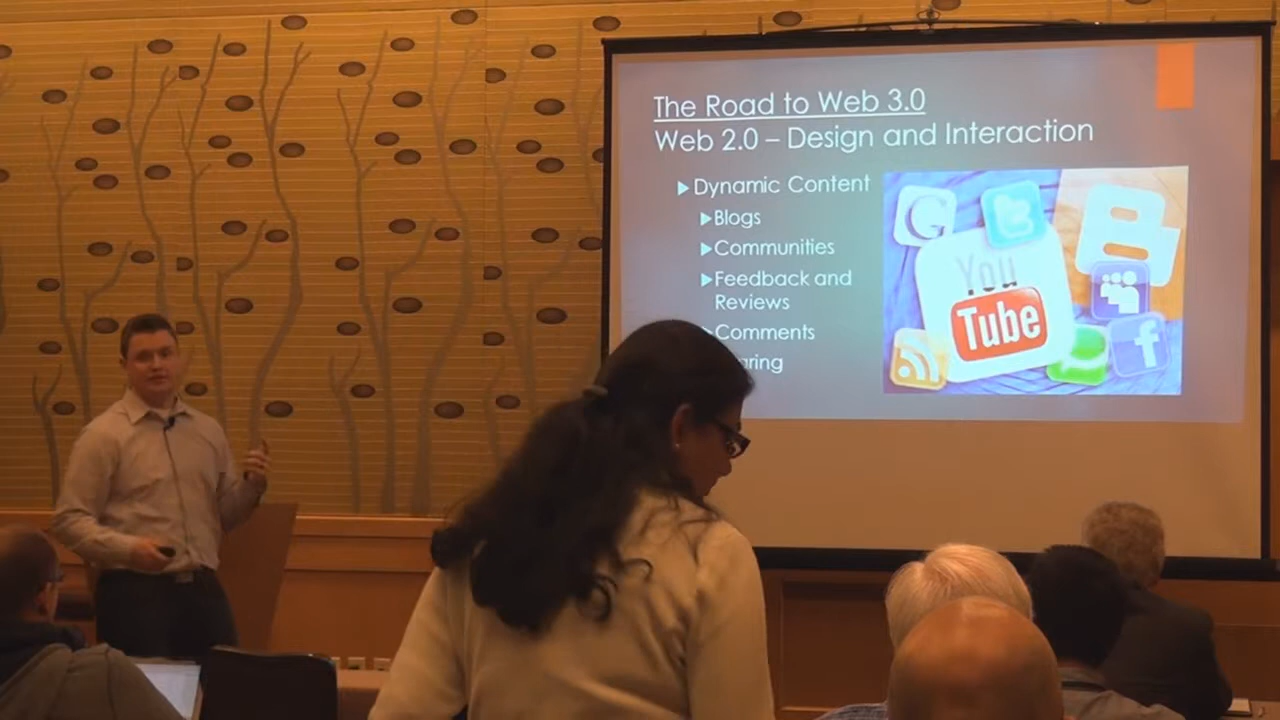 The Road to Web 3.0
Web 2.0 – Design and Interaction
Dynamic Content
Blogs
Communities
Feedback and
Reviews
Comments
You
Tube